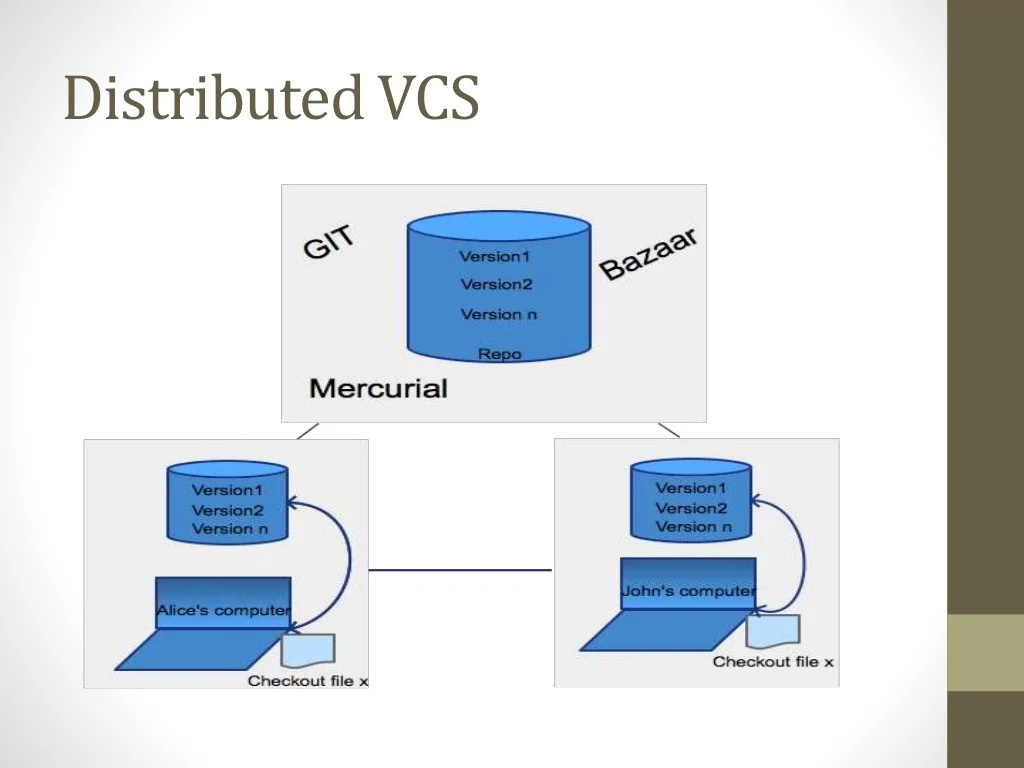 Distributed VCS
GIT
Bazaar
Version1
Version2
Version n
Repo
Mercurial
Version1
Version2
Version n
Alice's computer
Checkout file x
Version1
Version2
Version n
John's computer
Checkout file x